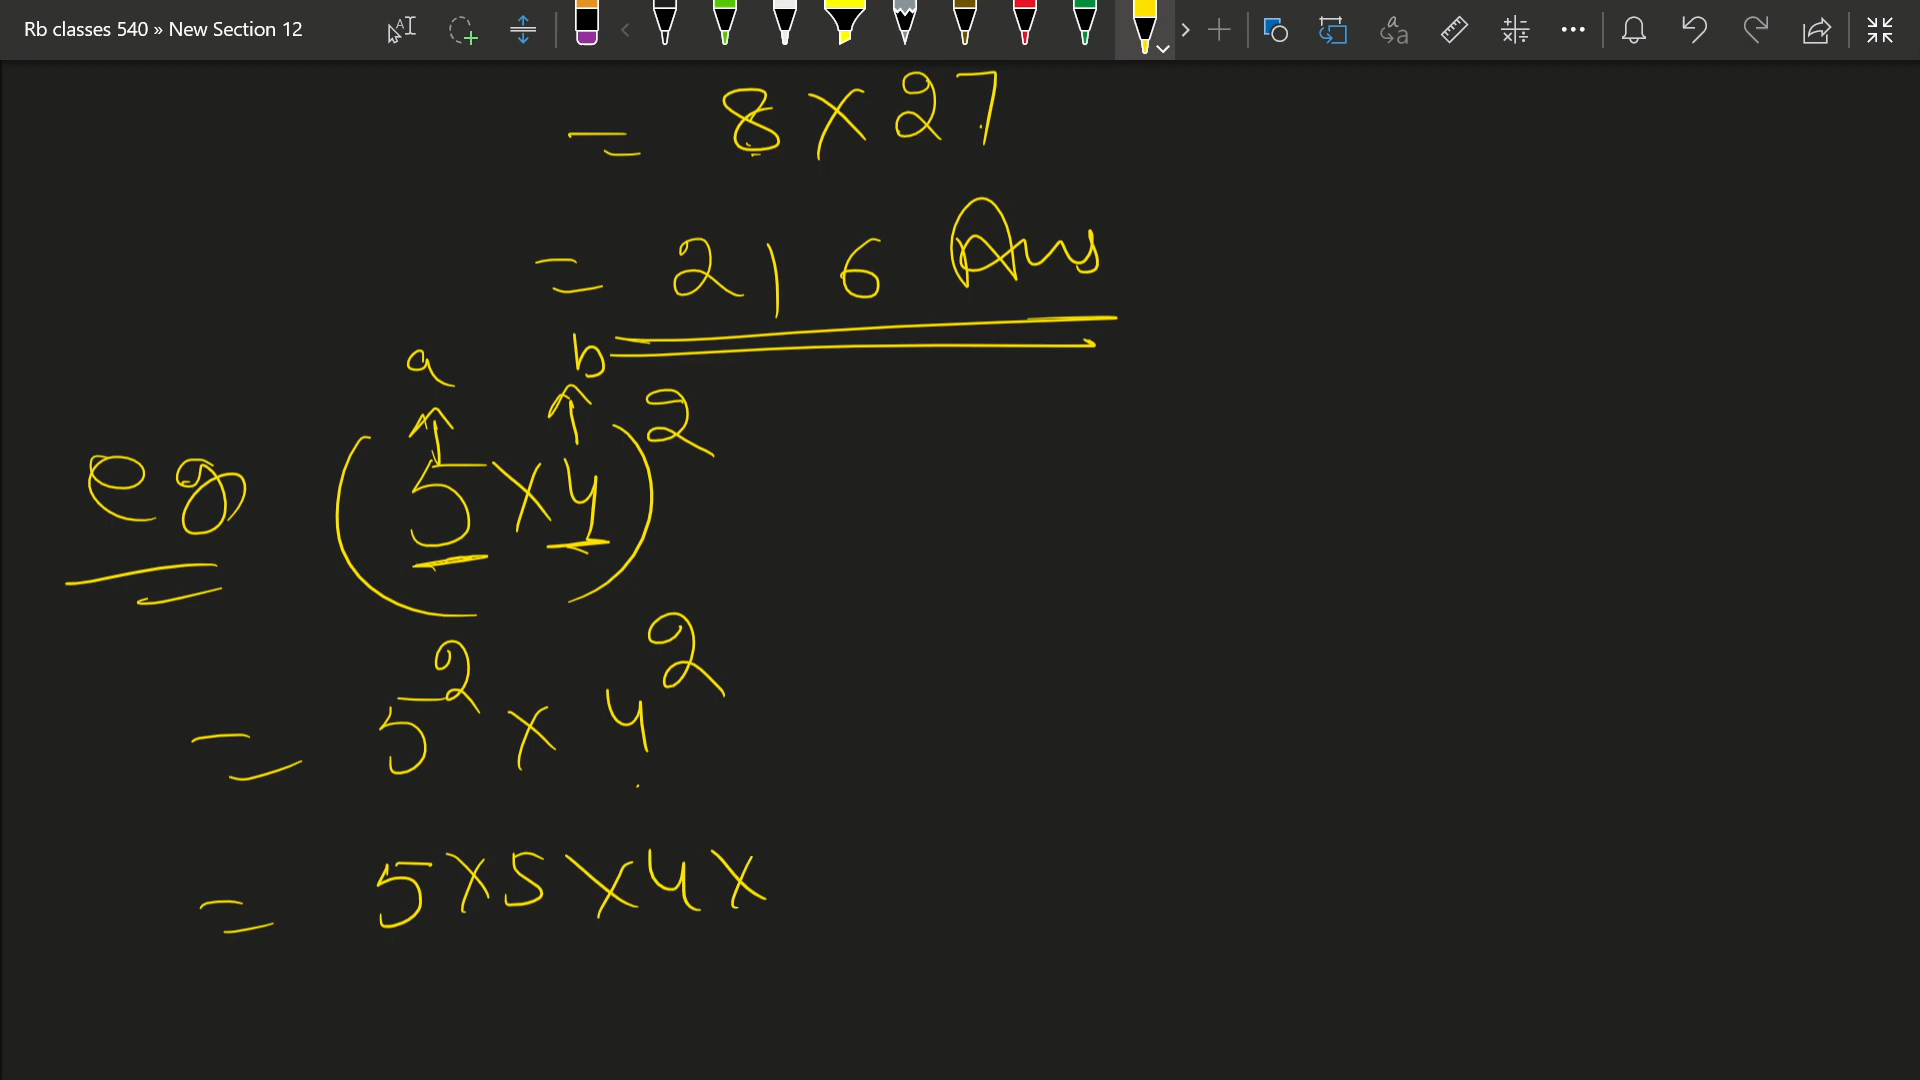 Rb classes 540 » New Section 12
= 8 × 27
= 216 Ans
a b
eg (5×4)²
= 5² × 4²
= 5×5×4×